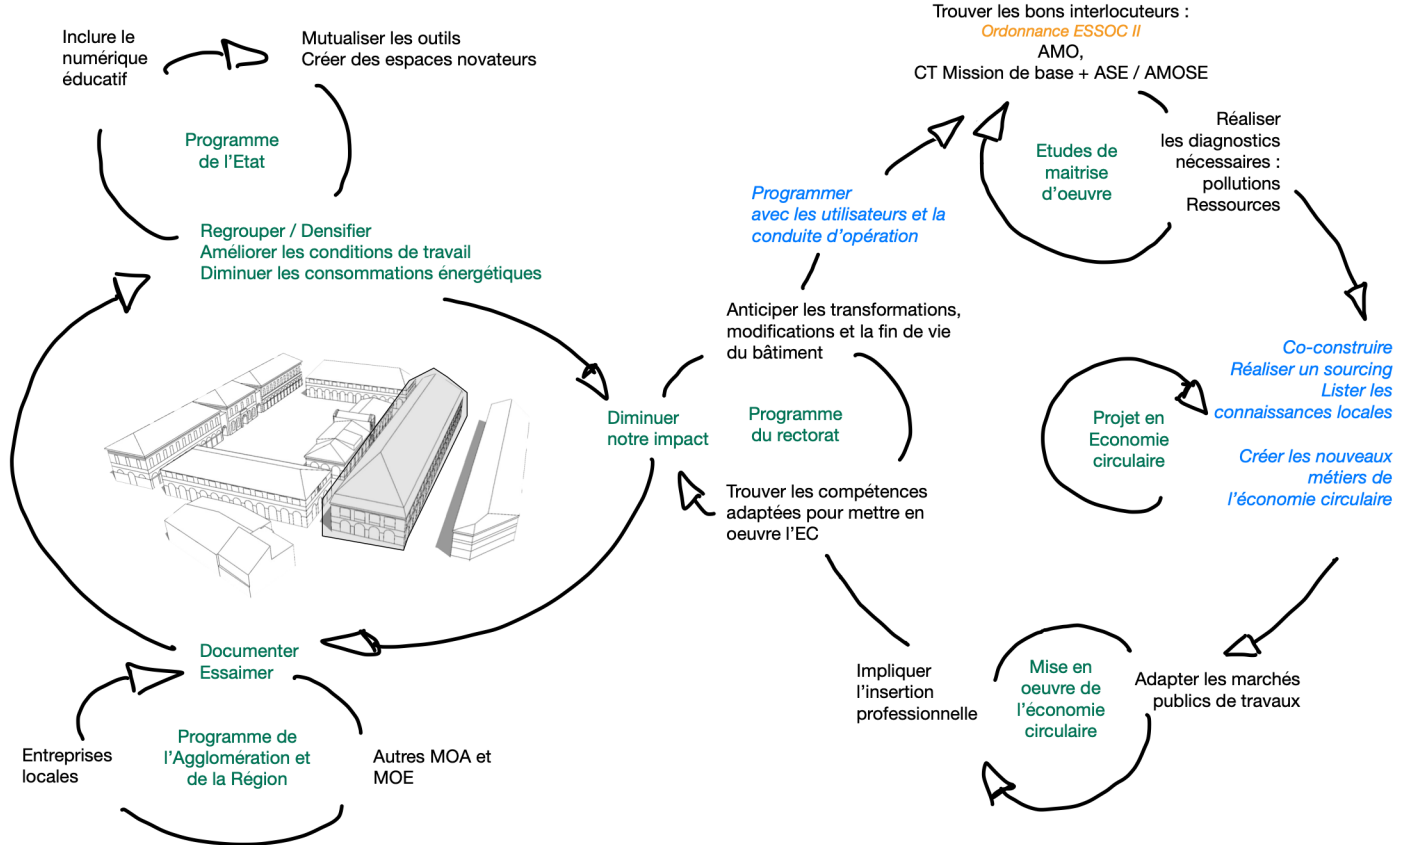 Inclure le
numérique
éducatif
Mutualiser les outils
Créer des espaces novateurs
Programme
de l'Etat
Regrouper / Densifier
Améliorer les conditions de travail
Diminuer les consommations énergétiques
Diminuer
notre impact
Documenter
Essaimer
Entreprises
locales
Programme de
l'Agglomération et
de la Région
Autres MOA et
MOE
Programmer
avec les utilisateurs et la
conduite d'opération
Anticiper les transformations,
modifications et la fin de vie
du bâtiment
Programme
du rectorat
Trouver les compétences
adaptées pour mettre en
oeuvre l'EC
Trouver les bons interlocuteurs :
Ordonnance ESSOC II
AMO,
CT Mission de base + ASE / AMOSE
Etudes de
maitrise
d'oeuvre
Réaliser
les diagnostics
nécessaires :
pollutions
Ressources
Co-construire
Réaliser un sourcing
Lister les
connaissances locales
Créer les nouveaux
métiers de
l'économie circulaire
Projet en
Economie
circulaire
Adapter les marchés
publics de travaux
Mise en
oeuvre de
l'économie
circulaire
Impliquer
l'insertion
professionnelle